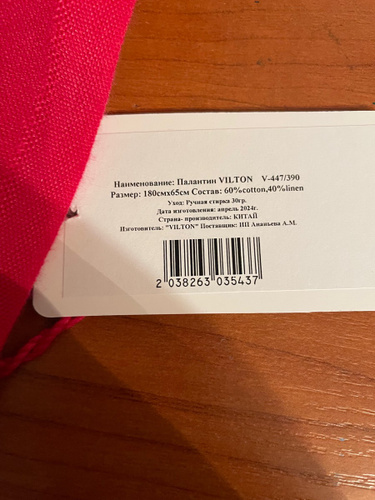 Наименование: Палантин VILTON V-447/390
Размер: 180смx65см Состав: 60%cotton,40%linen
Уход: Ручная стирка 30гр.
Дата изготовления: апрель 2024г.
Страна- производитель: КИТАЙ
Изготовитель: "VILTON" Поставщик: ИП Ананьева А.М.
2 038263 035437